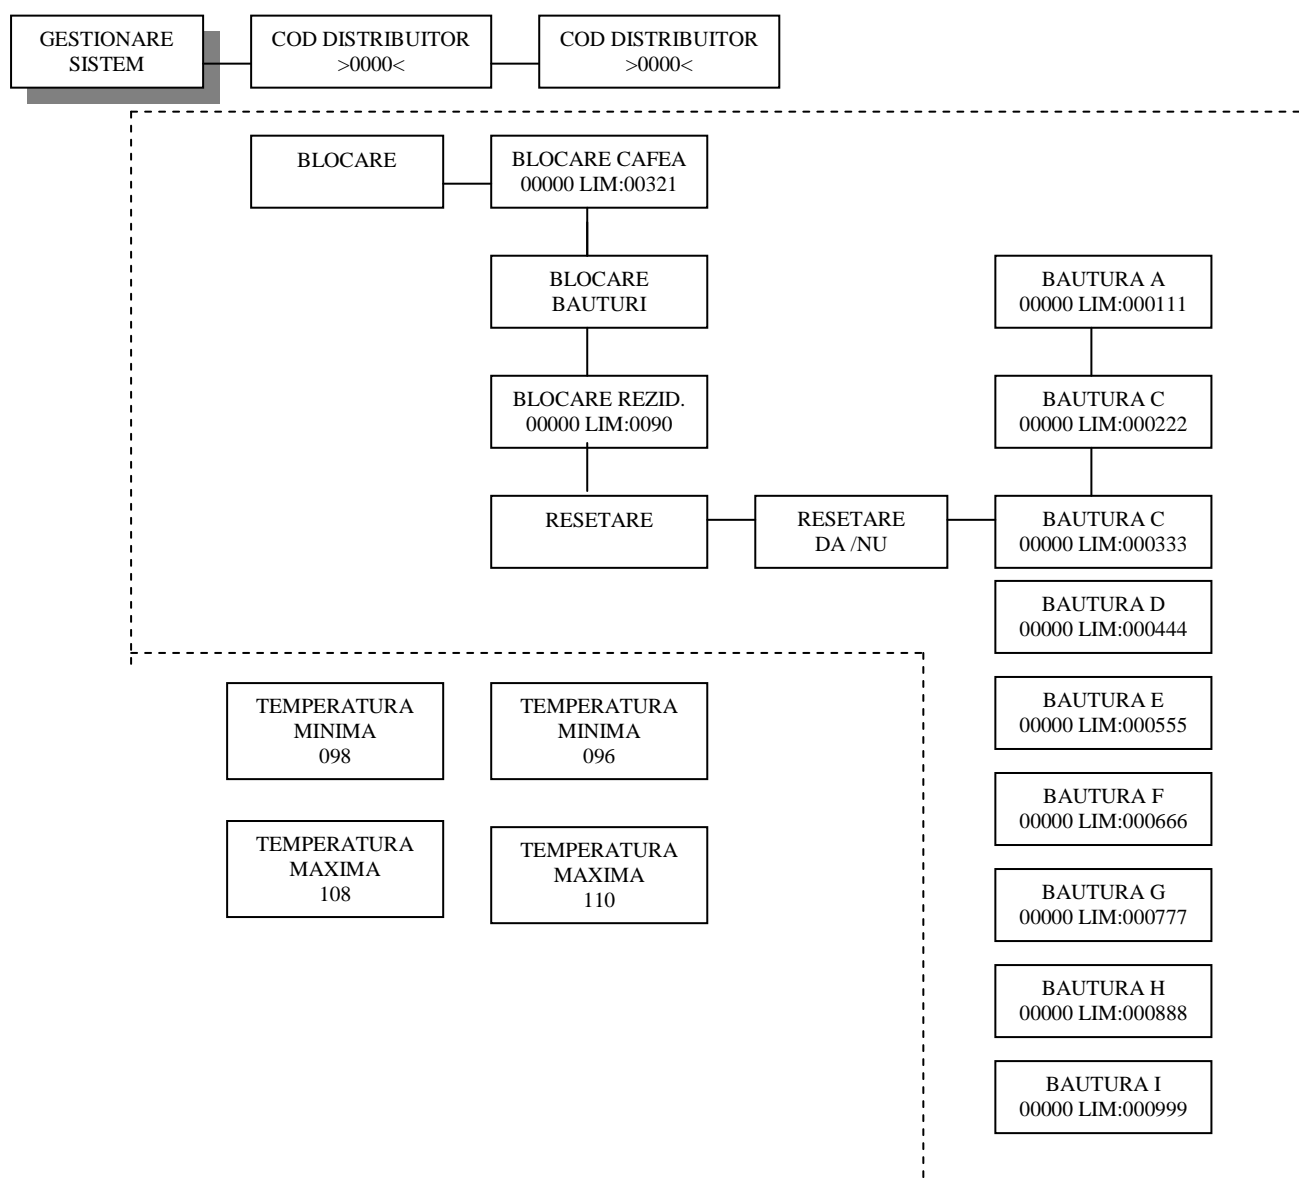 GESTIONARE
SISTEM
COD DISTRIBUITOR
>0000<
COD DISTRIBUITOR
>0000<
BLOCARE
BLOCARE CAFEA
00000 LIM:00321
BLOCARE
BAUTURI
BAUTURA A
00000 LIM:000111
BLOCARE REZID.
00000 LIM:0090
BAUTURA C
00000 LIM:000222
RESETARE
RESETARE
DA /NU
BAUTURA C
00000 LIM:000333
BAUTURA D
00000 LIM:000444
TEMPERATURA
MINIMA
098
TEMPERATURA
MINIMA
096
BAUTURA E
00000 LIM:000555
BAUTURA F
00000 LIM:000666
TEMPERATURA
MAXIMA
108
TEMPERATURA
MAXIMA
110
BAUTURA G
00000 LIM:000777
BAUTURA H
00000 LIM:000888
BAUTURA I
00000 LIM:000999